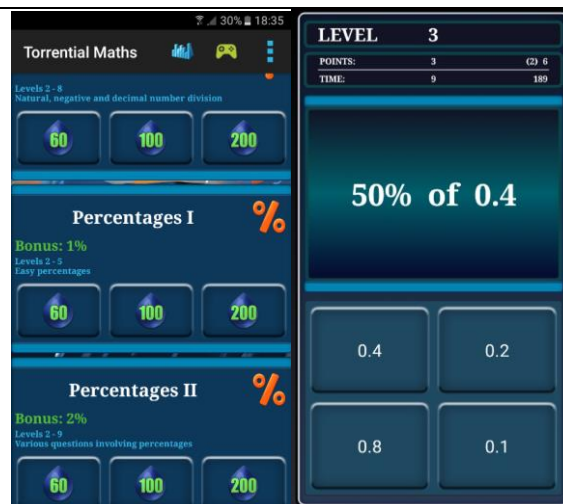 30% 18:35
Torrential Maths
Levels 2 - 8
Natural, negative and decimal number division
60 100 200
Percentages I %
Bonus: 1%
Levels 2 - 5
Easy percentages
60 100 200
Percentages II %
Bonus: 2%
Levels 2 - 9
Various questions involving percentages
60 100 200
LEVEL 3
POINTS: 3 (2) 6
TIME: 9 189
50% of 0.4
0.4 0.2
0.8 0.1